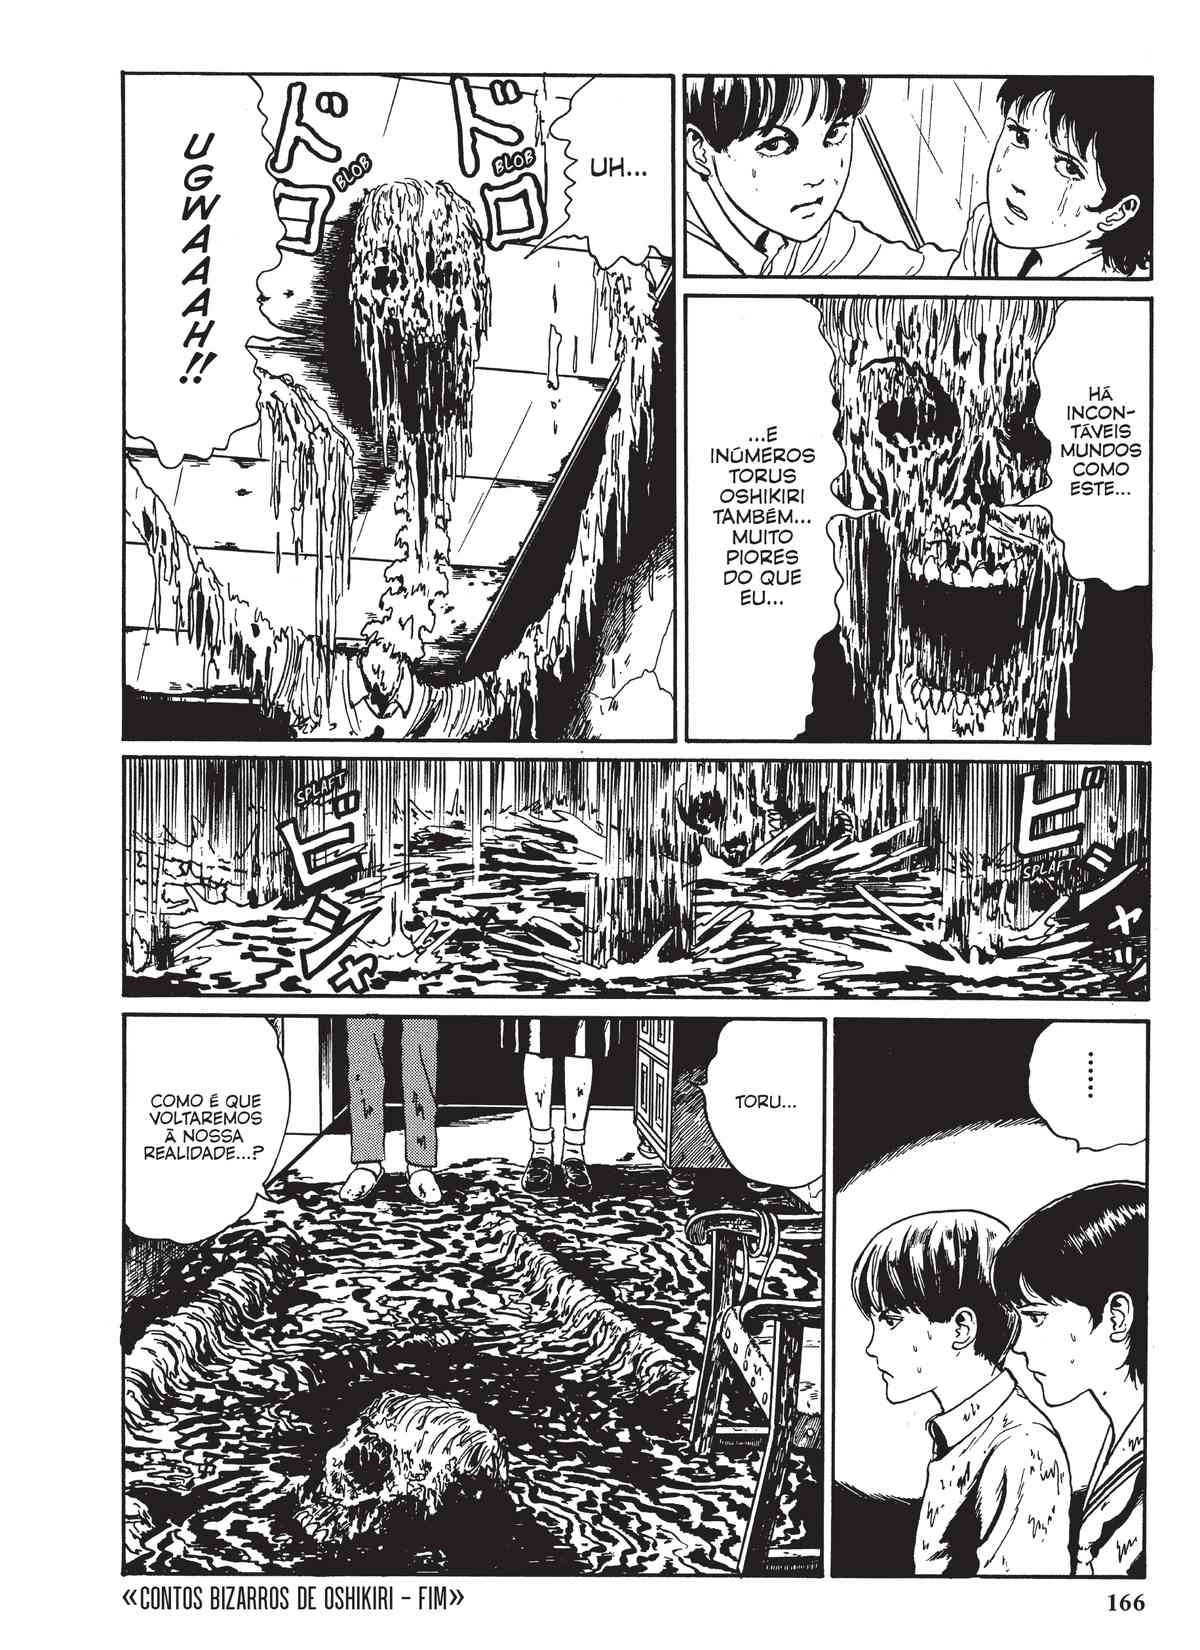 HÁ
INCON-
TÁVEIS
MUNDOS
COMO
ESTE...
...E
INÚMEROS
TORUS
OSHIKIRI
TAMBÉM...
MUITO
PIORES
DO QUE
EU...
UH...
ドロ
BLOB
ドロ
BLOB
UGWAAAH!!
ビシャッ
SPLAFT
ビシャ
SPLAFT
........
TORU...
COMO É QUE
VOLTAREMOS
À NOSSA
REALIDADE...?
«CONTOS BIZARROS DE OSHIKIRI – FIM»
166